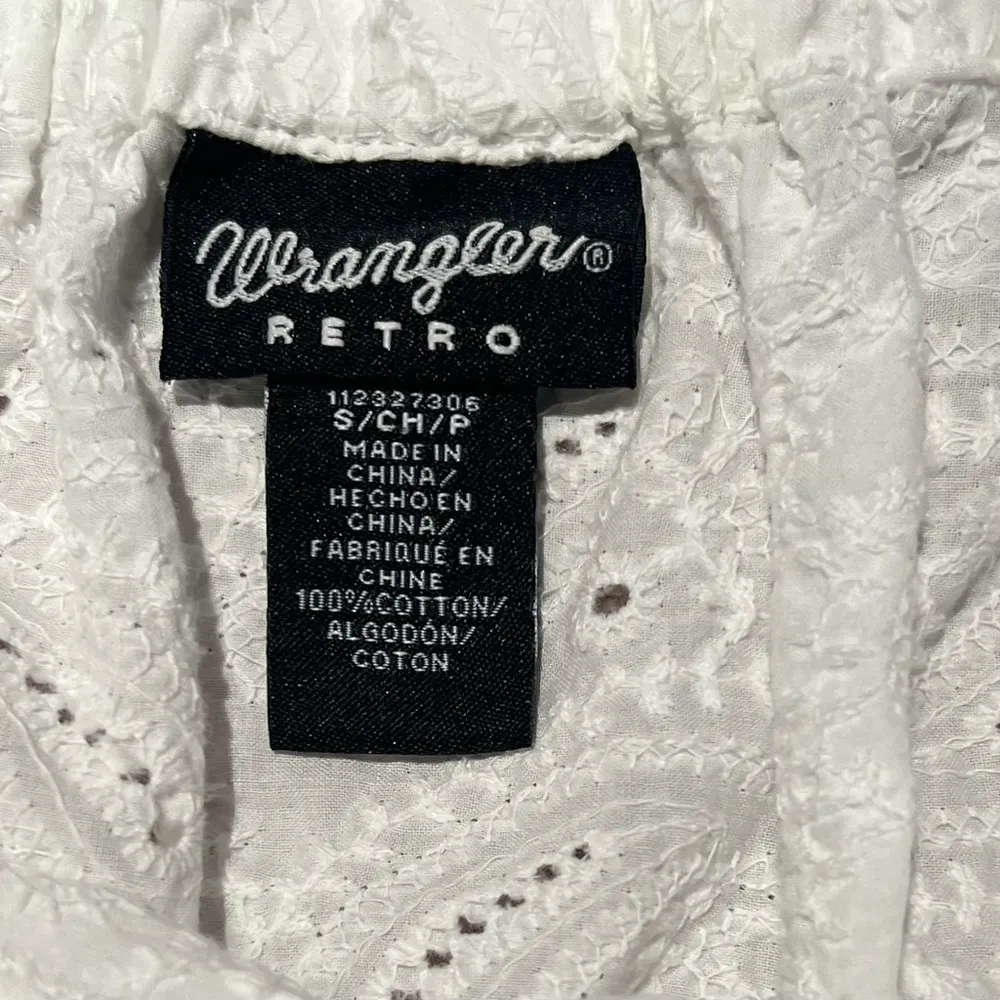 Wrangler®
RETRO
112327306
S/CH/P
MADE IN
CHINA/
HECHO EN
CHINA/
FABRIQUÉ EN
CHINE
100%COTTON/
ALGODÓN/
COTON